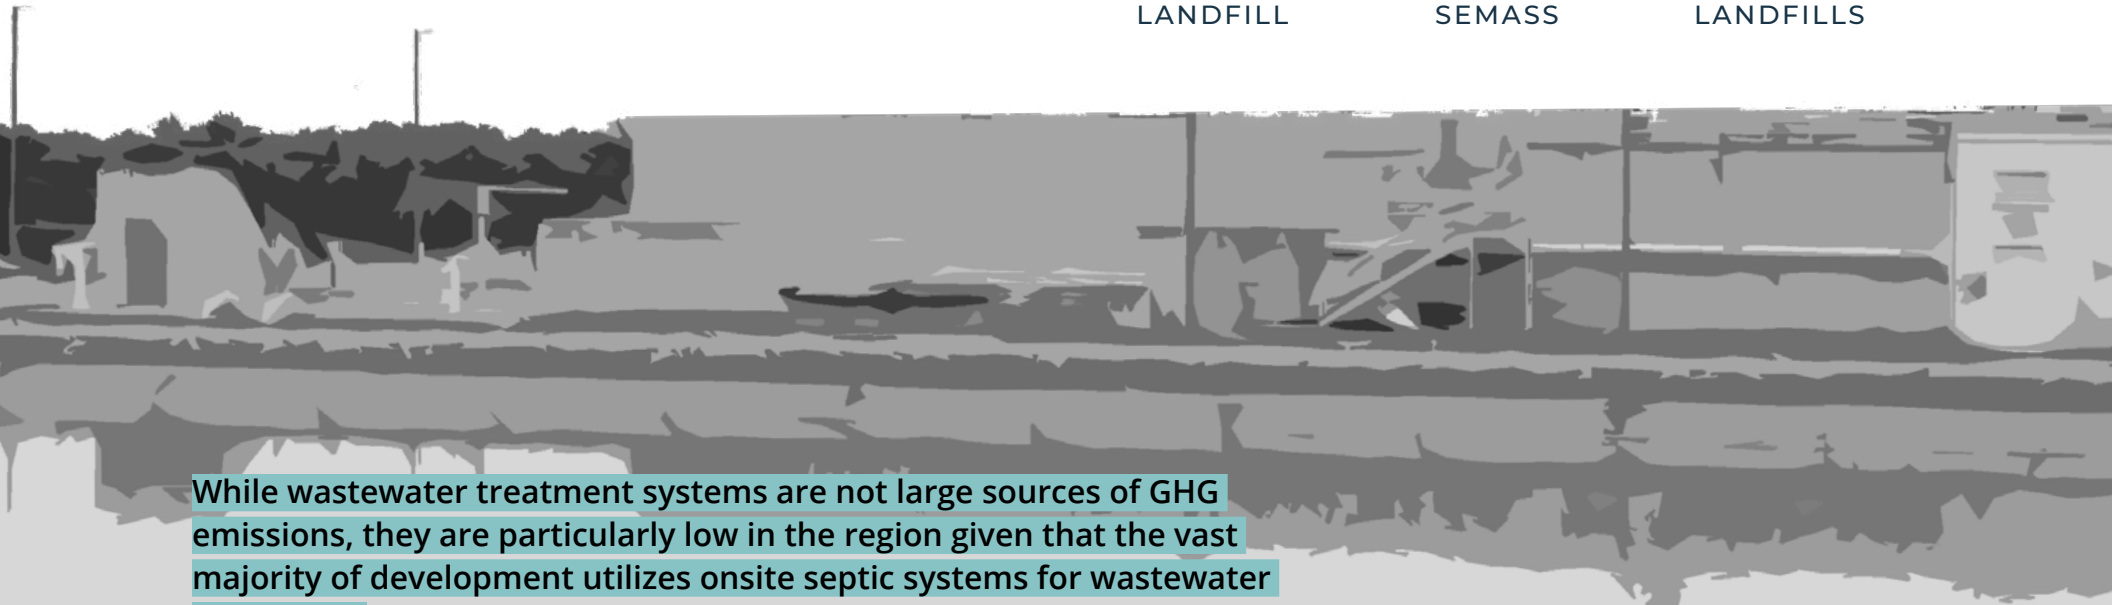 LANDFILL SEMASS LANDFILLS
While wastewater treatment systems are not large sources of GHG
emissions, they are particularly low in the region given that the vast
majority of development utilizes onsite septic systems for wastewater